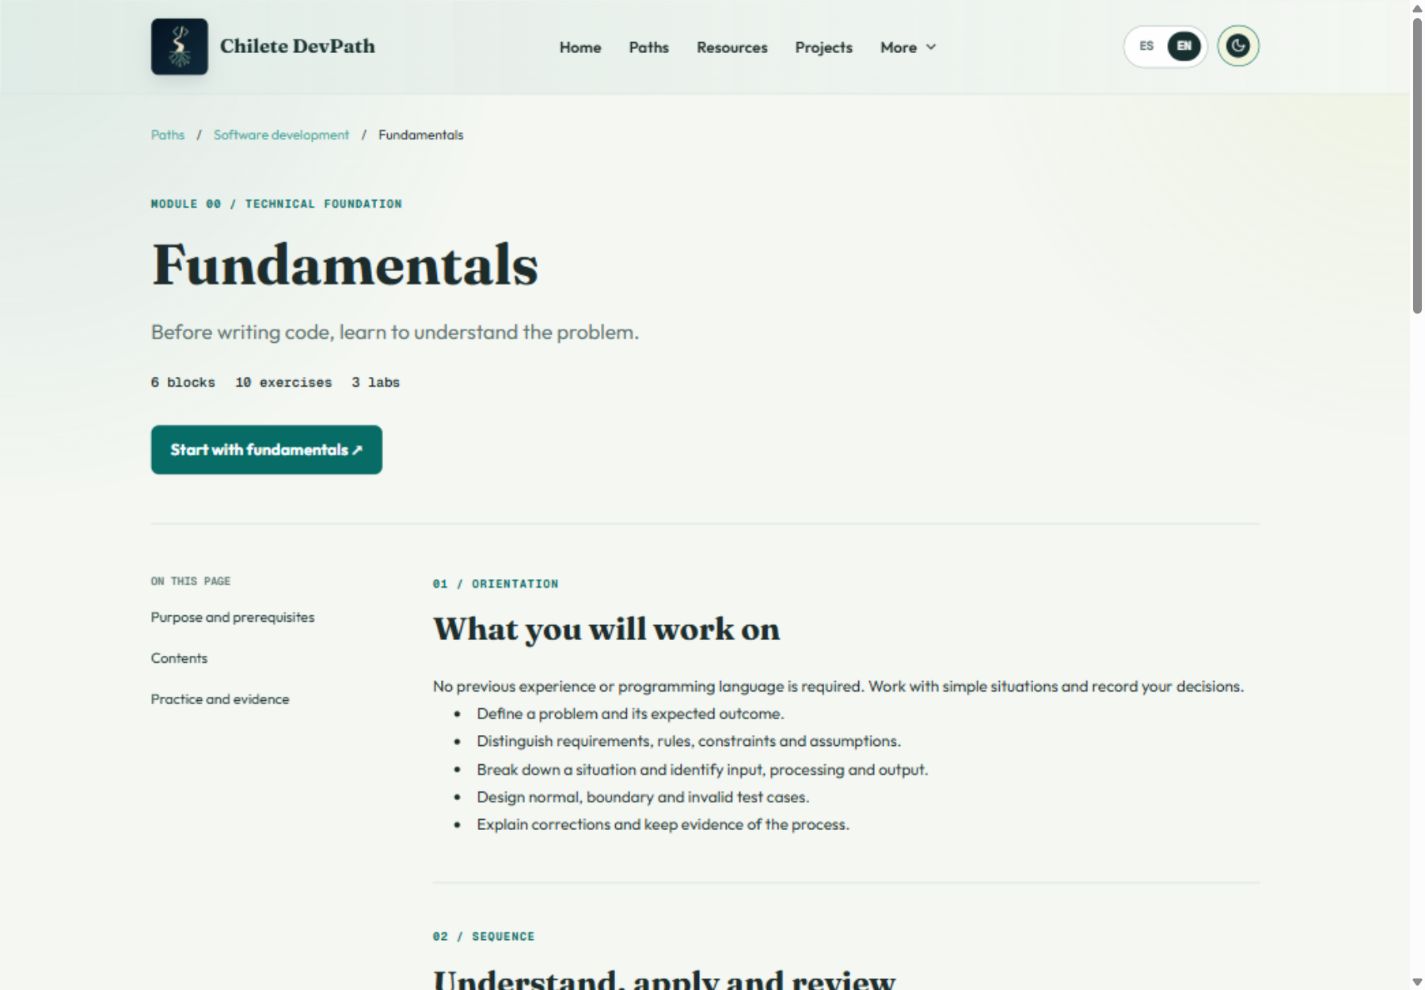 Chilete DevPath
Home Paths Resources Projects More
ES EN
Paths / Software development / Fundamentals
MODULE 00 / TECHNICAL FOUNDATION
Fundamentals
Before writing code, learn to understand the problem.
6 blocks 10 exercises 3 labs
Start with fundamentals ↗
ON THIS PAGE
Purpose and prerequisites
Contents
Practice and evidence
01 / ORIENTATION
What you will work on
No previous experience or programming language is required. Work with simple situations and record your decisions.
• Define a problem and its expected outcome.
• Distinguish requirements, rules, constraints and assumptions.
• Break down a situation and identify input, processing and output.
• Design normal, boundary and invalid test cases.
• Explain corrections and keep evidence of the process.
02 / SEQUENCE
Understand, apply and review